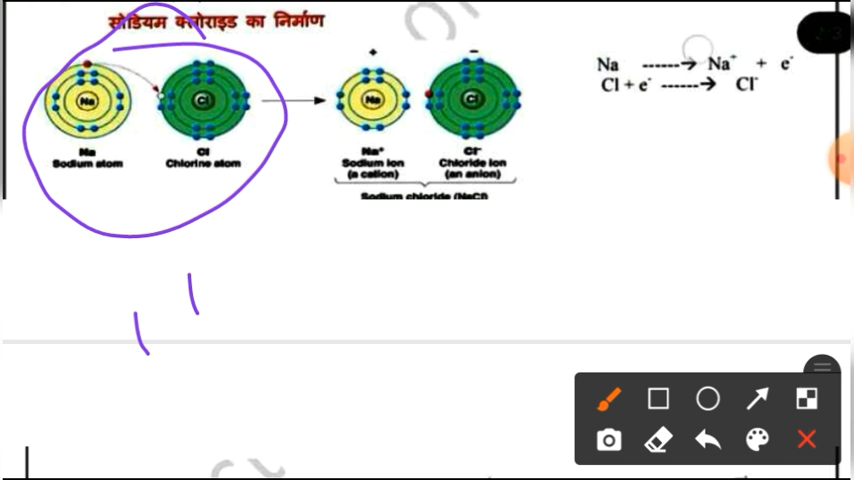 सोडियम क्लोराइड का निर्माण
Na
Cl
Na
Cl
+
−
Na
Sodium atom
Cl
Chlorine atom
Na⁺
Sodium ion
(a cation)
Cl⁻
Chloride ion
(an anion)
Sodium chloride (NaCl)
Na ------→ Na⁺ + e⁻
Cl + e⁻ ------→ Cl⁻